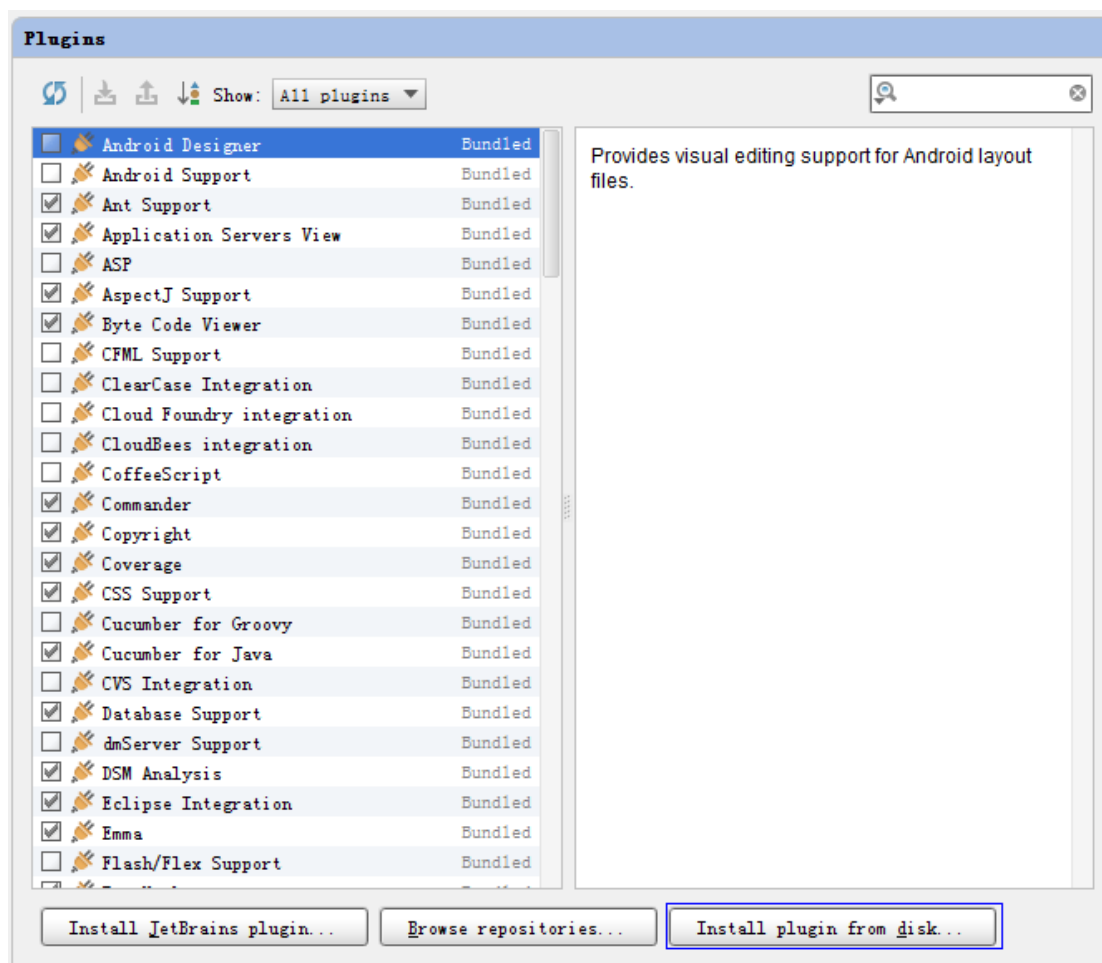 Plugins
Show: All plugins
Android Designer Bundled
Android Support Bundled
Ant Support Bundled
Application Servers View Bundled
ASP Bundled
AspectJ Support Bundled
Byte Code Viewer Bundled
CFML Support Bundled
ClearCase Integration Bundled
Cloud Foundry integration Bundled
CloudBees integration Bundled
CoffeeScript Bundled
Commander Bundled
Copyright Bundled
Coverage Bundled
CSS Support Bundled
Cucumber for Groovy Bundled
Cucumber for Java Bundled
CVS Integration Bundled
Database Support Bundled
dmServer Support Bundled
DSM Analysis Bundled
Eclipse Integration Bundled
Emma Bundled
Flash/Flex Support Bundled
Provides visual editing support for Android layout
files.
Install JetBrains plugin... Browse repositories... Install plugin from disk...